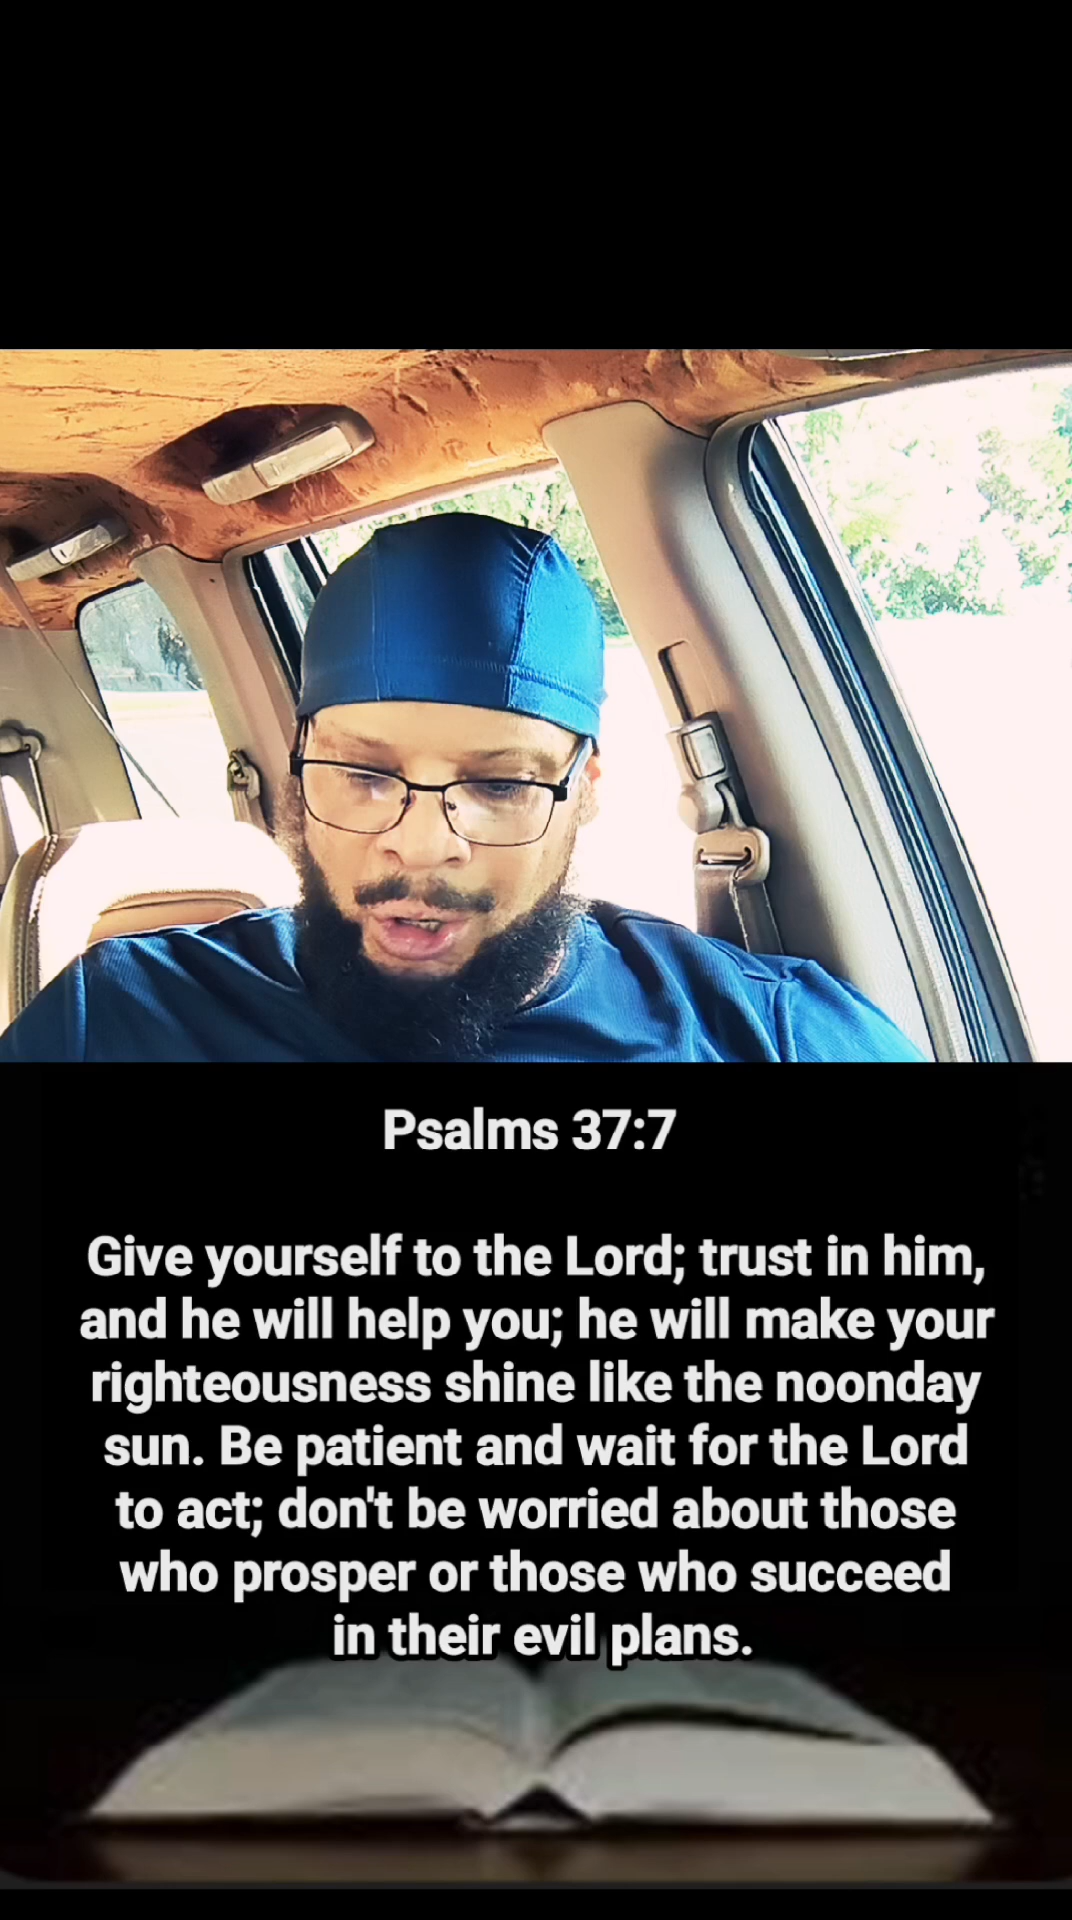 Psalms 37:7
Give yourself to the Lord; trust in him,
and he will help you; he will make your
righteousness shine like the noonday
sun. Be patient and wait for the Lord
to act; don't be worried about those
who prosper or those who succeed
in their evil plans.